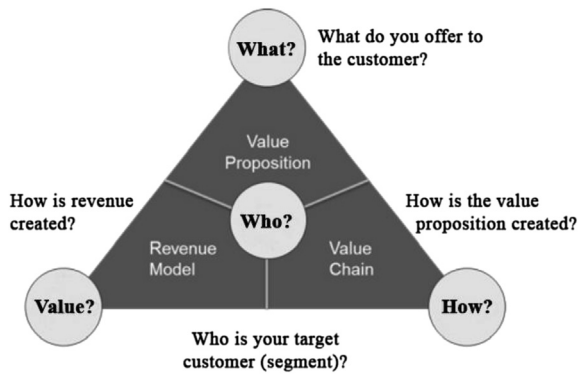 What?
What do you offer to
the customer?
Value
Proposition
How is revenue
created?
Who?
How is the value
proposition created?
Revenue
Model
Value
Chain
Value?
How?
Who is your target
customer (segment)?